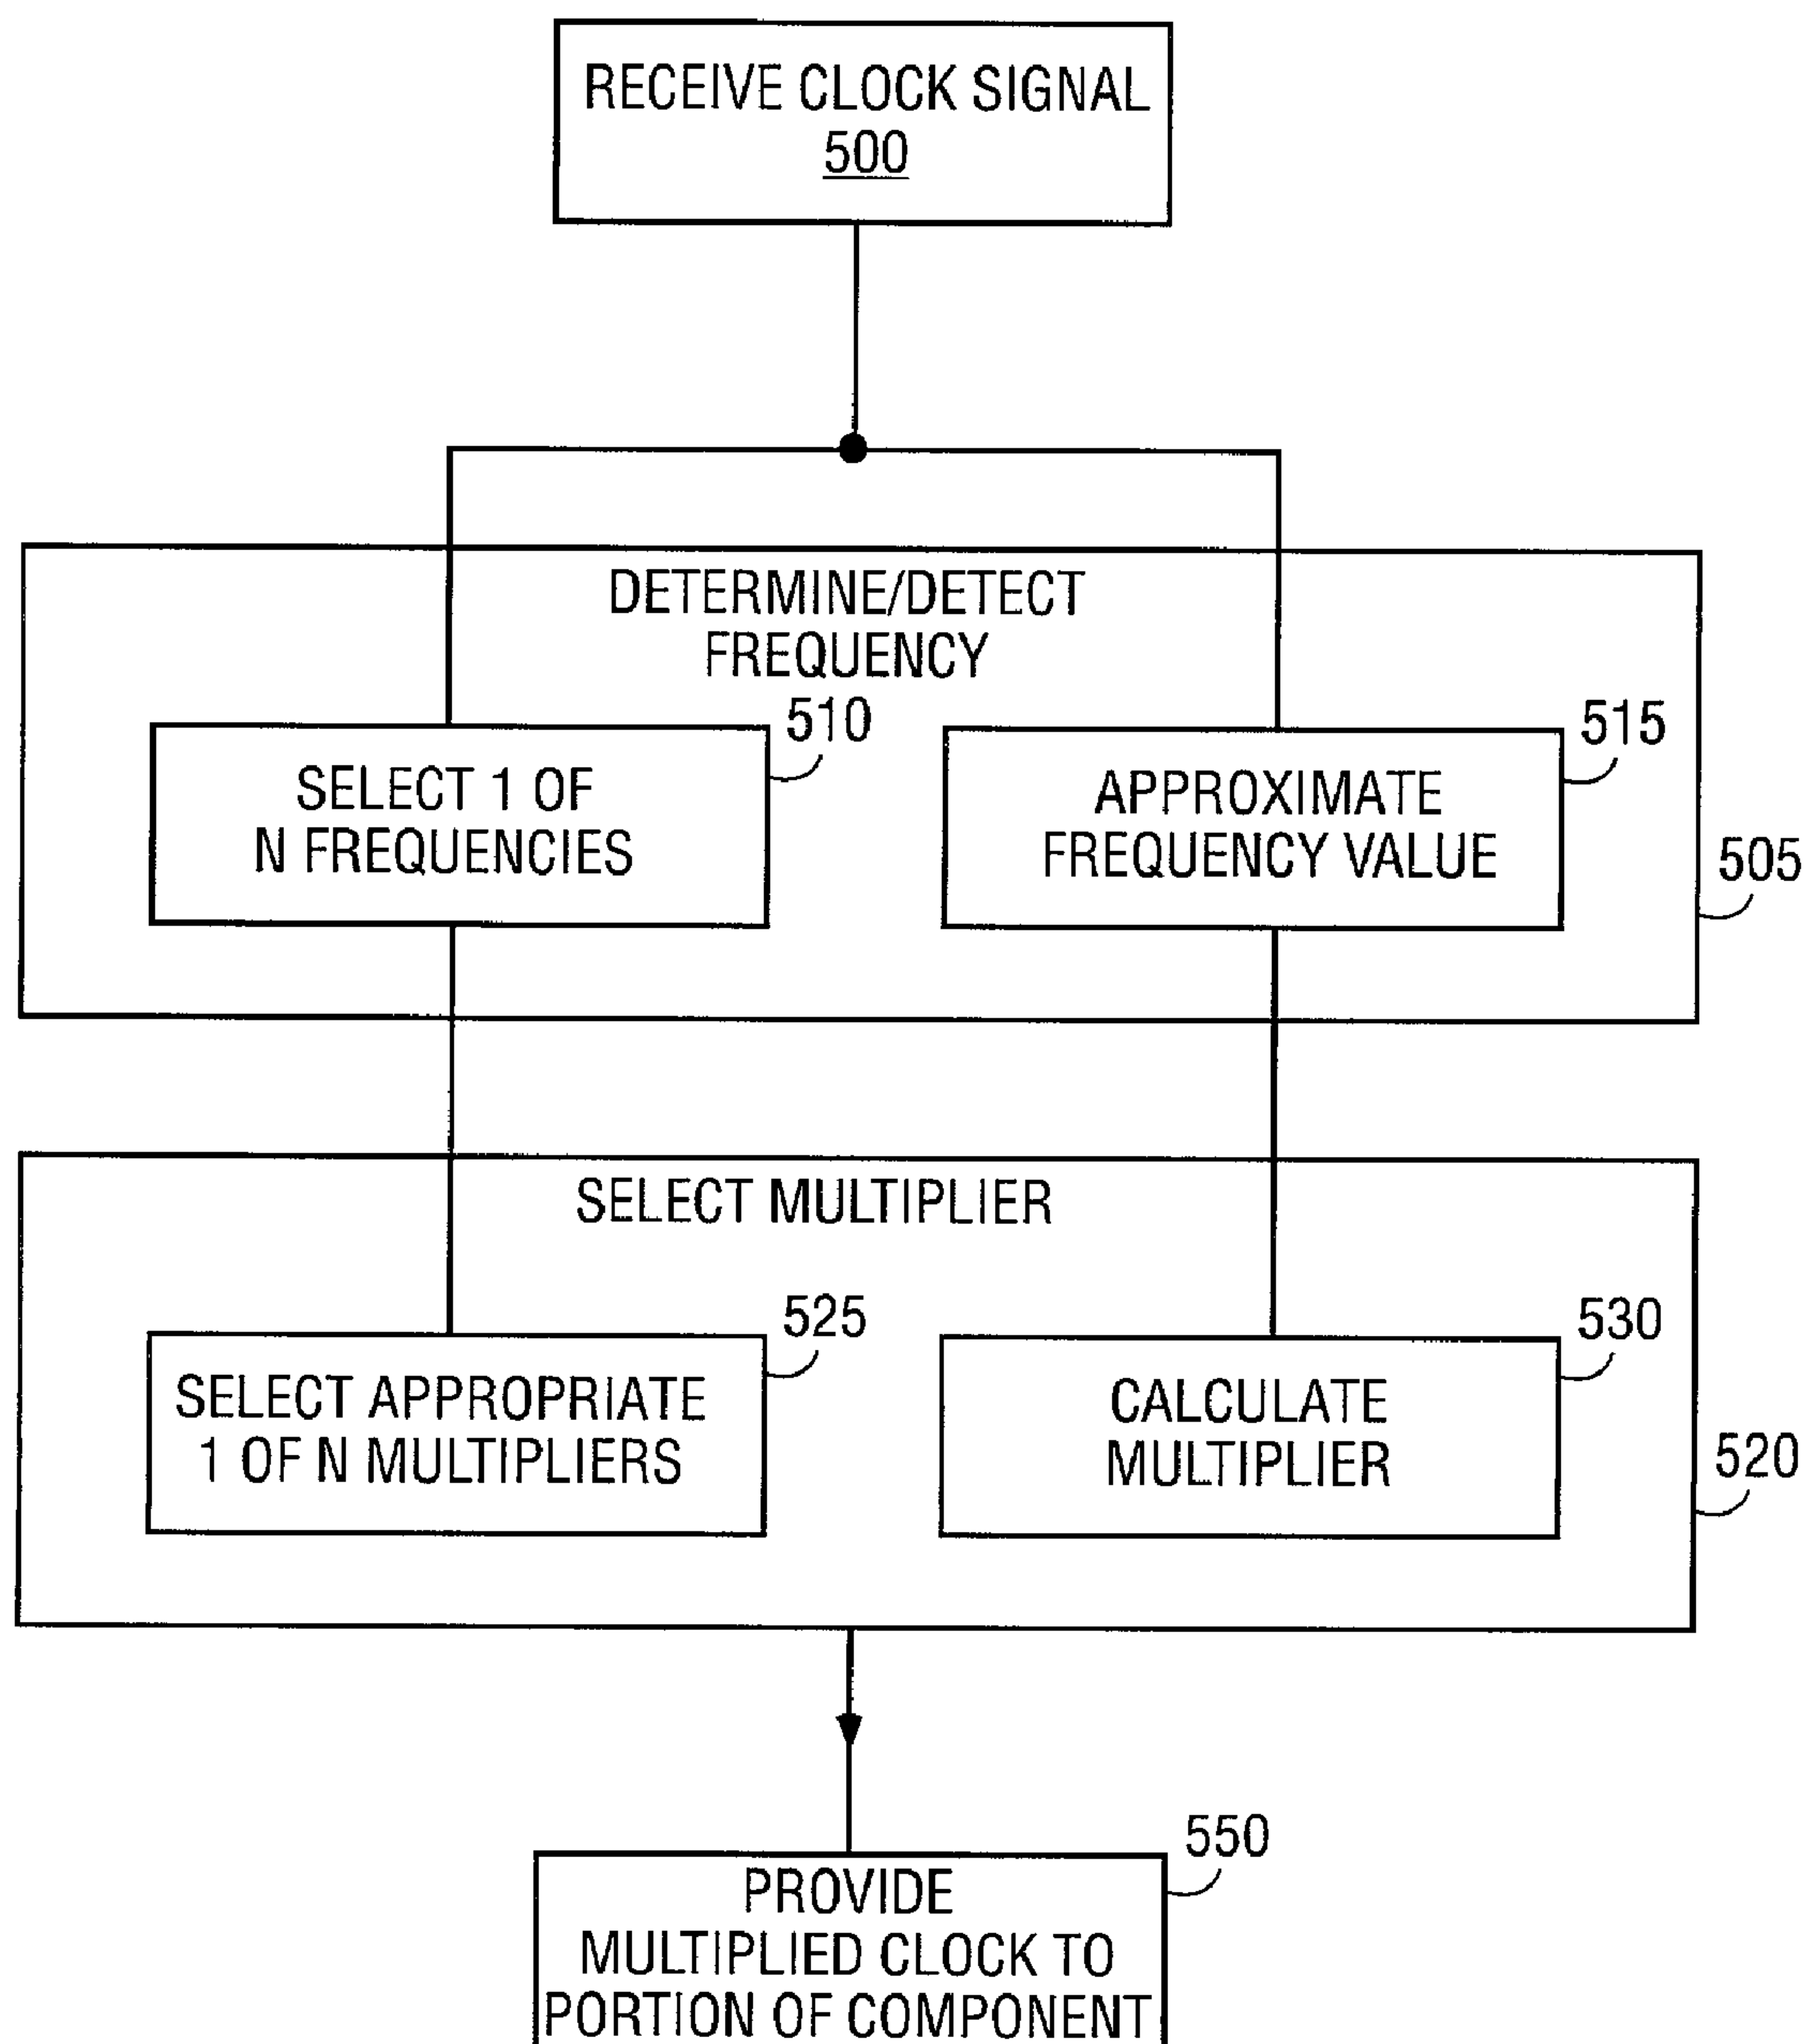 RECEIVE CLOCK SIGNAL
500
DETERMINE/DETECT
FREQUENCY
510
515
SELECT 1 OF
N FREQUENCIES
APPROXIMATE
FREQUENCY VALUE
505
SELECT MULTIPLIER
525
530
SELECT APPROPRIATE
1 OF N MULTIPLIERS
CALCULATE
MULTIPLIER
520
550
PROVIDE
MULTIPLIED CLOCK TO
PORTION OF COMPONENT